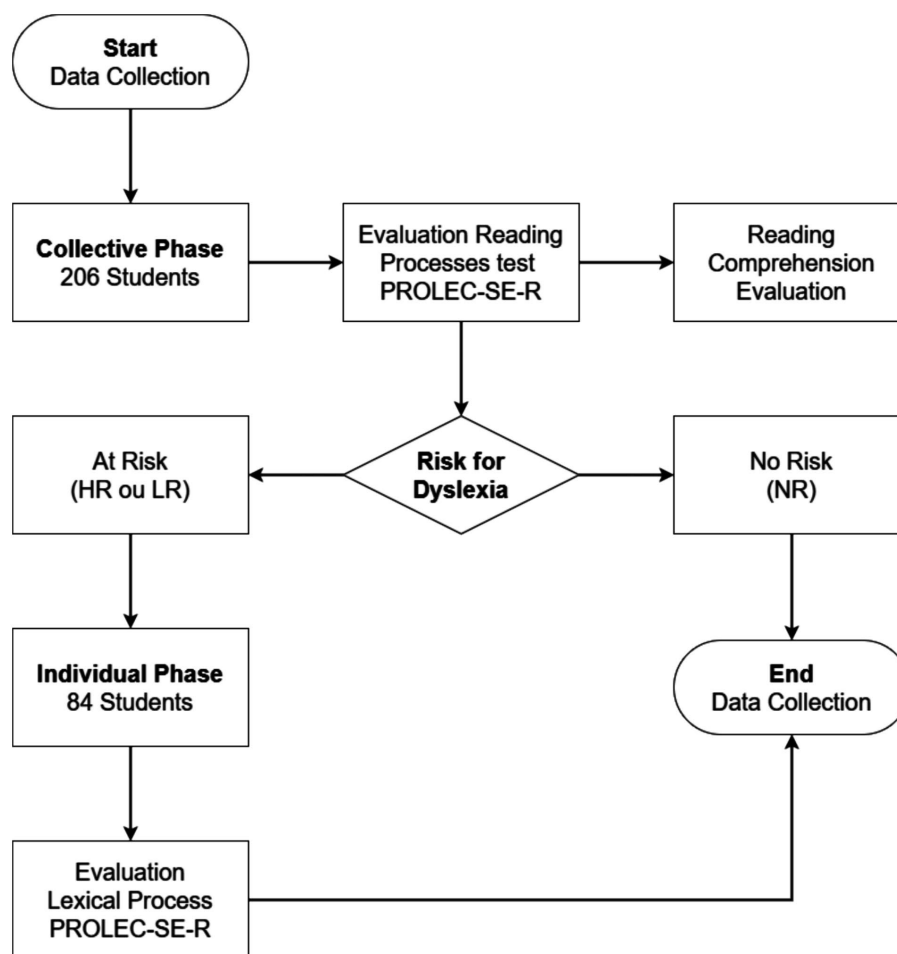 Start
Data Collection
Collective Phase
206 Students
Evaluation Reading
Processes test
PROLEC-SE-R
Reading
Comprehension
Evaluation
At Risk
(HR ou LR)
Risk for
Dyslexia
No Risk
(NR)
Individual Phase
84 Students
End
Data Collection
Evaluation
Lexical Process
PROLEC-SE-R